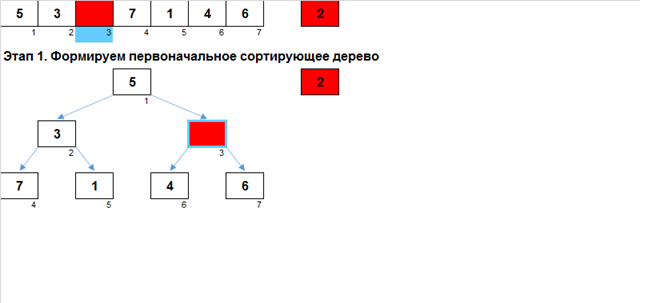 5 3 7 1 4 6 2
1 2 3 4 5 6 7
Этап 1. Формируем первоначальное сортирующее дерево
5 2
1
3
2 3
7 1 4 6
4 5 6 7